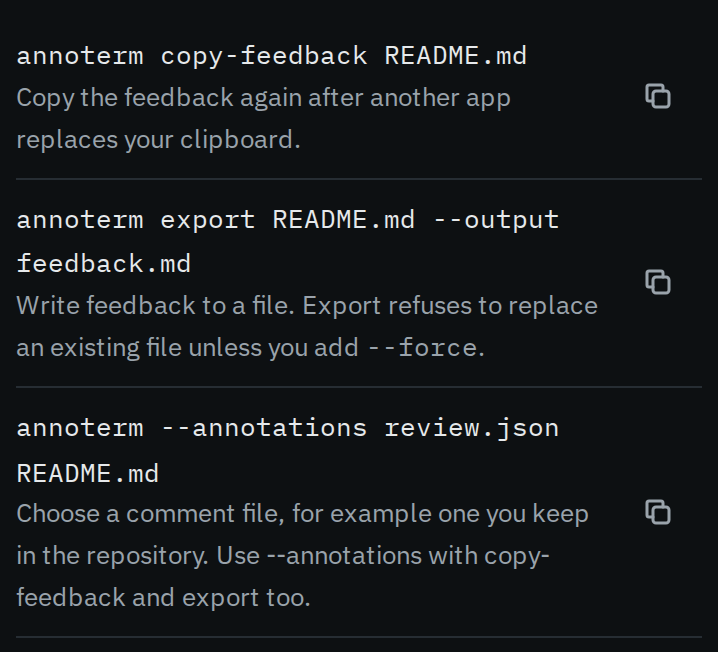 annoterm copy-feedback README.md
Copy the feedback again after another app
replaces your clipboard.
annoterm export README.md --output
feedback.md
Write feedback to a file. Export refuses to replace
an existing file unless you add --force.
annoterm --annotations review.json
README.md
Choose a comment file, for example one you keep
in the repository. Use --annotations with copy-
feedback and export too.